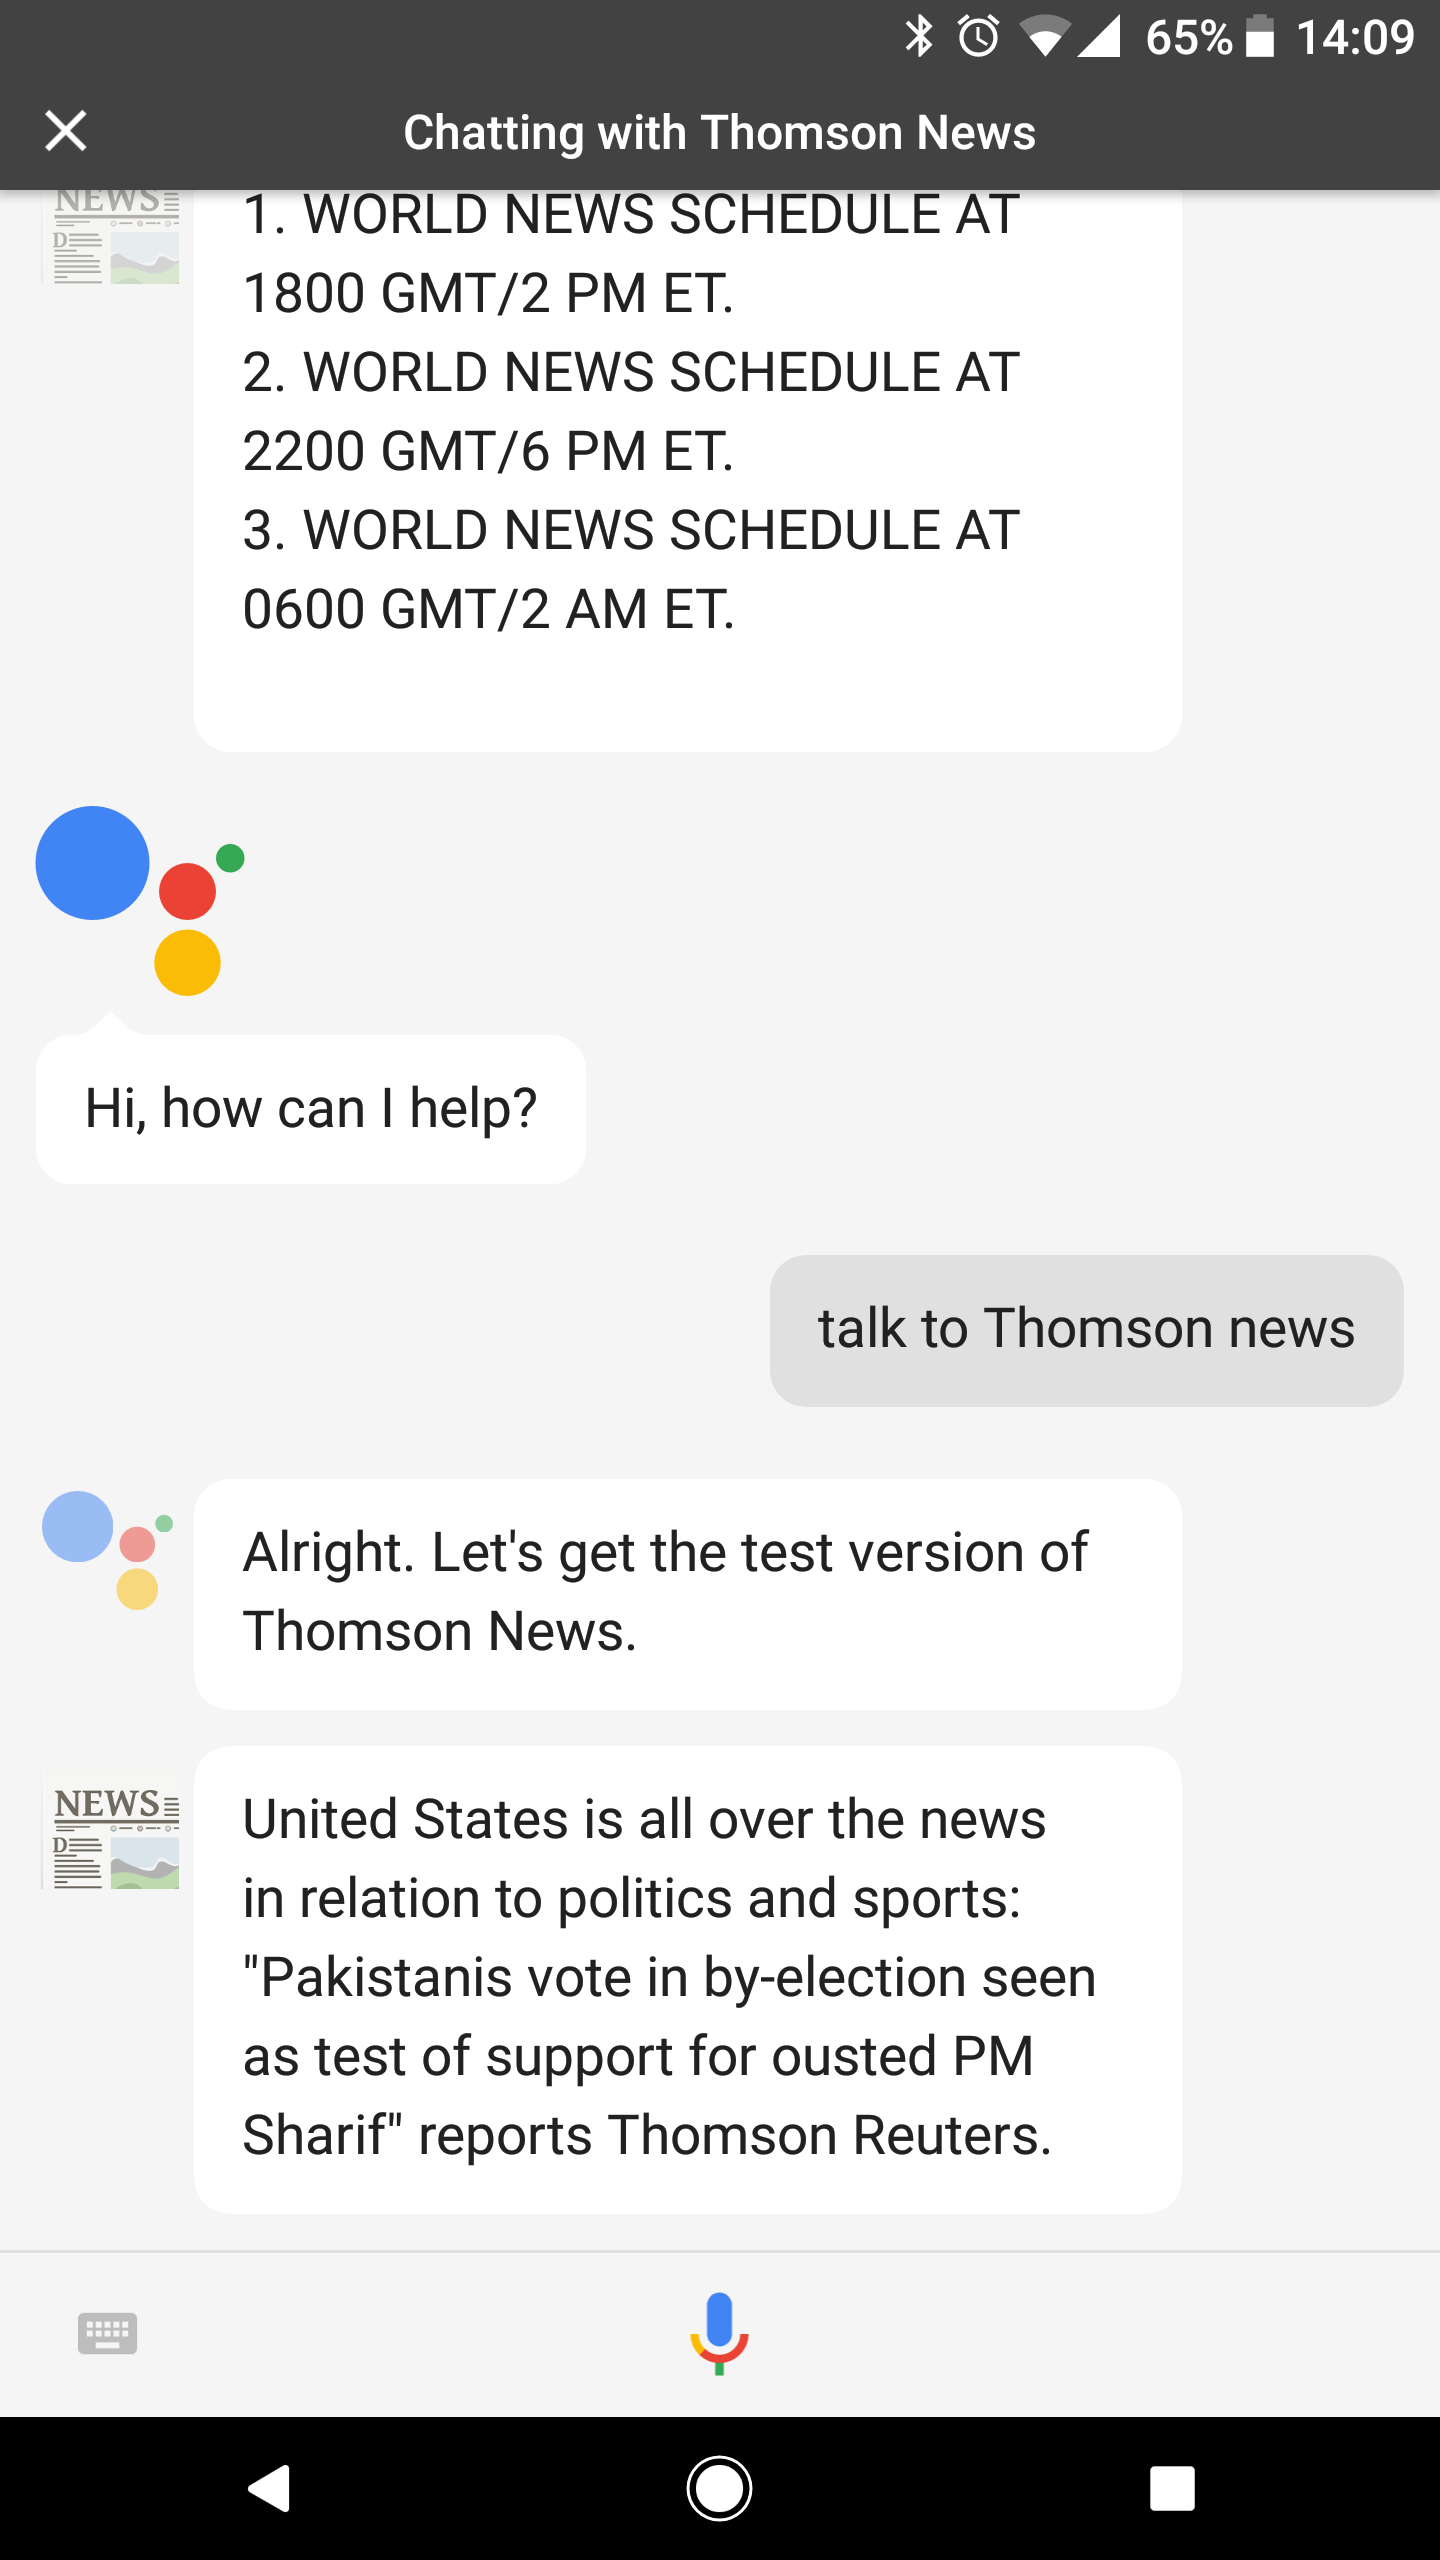 65% 14:09
Chatting with Thomson News
NEWS
D
1. WORLD NEWS SCHEDULE AT
1800 GMT/2 PM ET.
2. WORLD NEWS SCHEDULE AT
2200 GMT/6 PM ET.
3. WORLD NEWS SCHEDULE AT
0600 GMT/2 AM ET.
Hi, how can I help?
talk to Thomson news
Alright. Let's get the test version of
Thomson News.
NEWS
D
United States is all over the news
in relation to politics and sports:
"Pakistanis vote in by-election seen
as test of support for ousted PM
Sharif" reports Thomson Reuters.